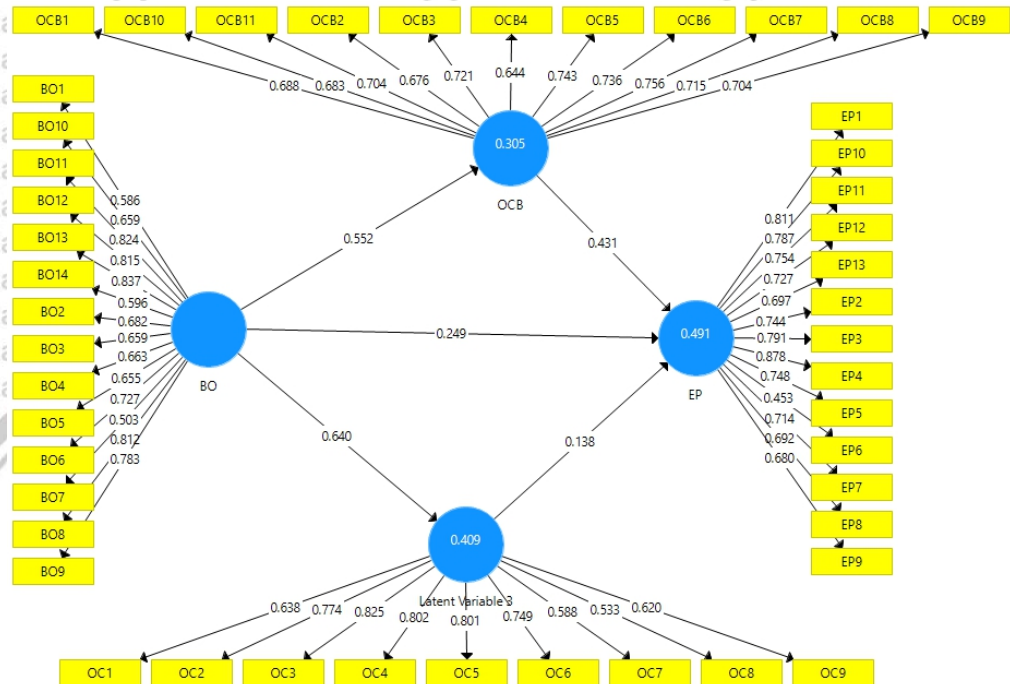 OCB1 OCB10 OCB11 OCB2 OCB3 OCB4 OCB5 OCB6 OCB7 OCB8 OCB9
0.688 0.683 0.704 0.676 0.721 0.644 0.743 0.736 0.756 0.715 0.704
BO1
BO10
BO11
BO12
BO13
BO14
BO2
BO3
BO4
BO5
BO6
BO7
BO8
BO9
0.586
0.659
0.824
0.815
0.837
0.596
0.682
0.659
0.663
0.655
0.727
0.503
0.812
0.783
BO
0.305
OCB
0.552
0.431
0.249
0.640
0.138
0.491
EP
0.811
0.787
0.754
0.727
0.697
0.744
0.791
0.878
0.748
0.453
0.714
0.692
0.680
EP1
EP10
EP11
EP12
EP13
EP2
EP3
EP4
EP5
EP6
EP7
EP8
EP9
0.409
Latent Variable 3
0.638 0.774 0.825 0.802 0.801 0.749 0.588 0.533 0.620
OC1 OC2 OC3 OC4 OC5 OC6 OC7 OC8 OC9